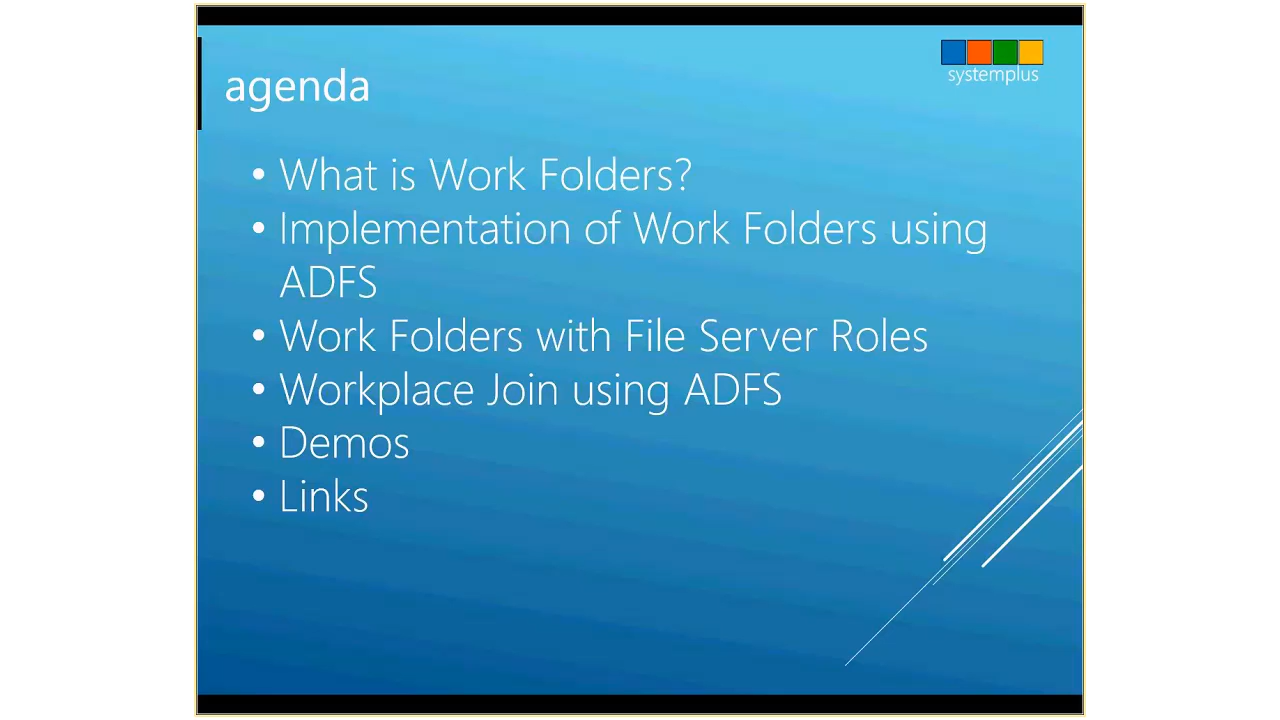 systemplus
agenda
• What is Work Folders?
• Implementation of Work Folders using
ADFS
• Work Folders with File Server Roles
• Workplace Join using ADFS
• Demos
• Links